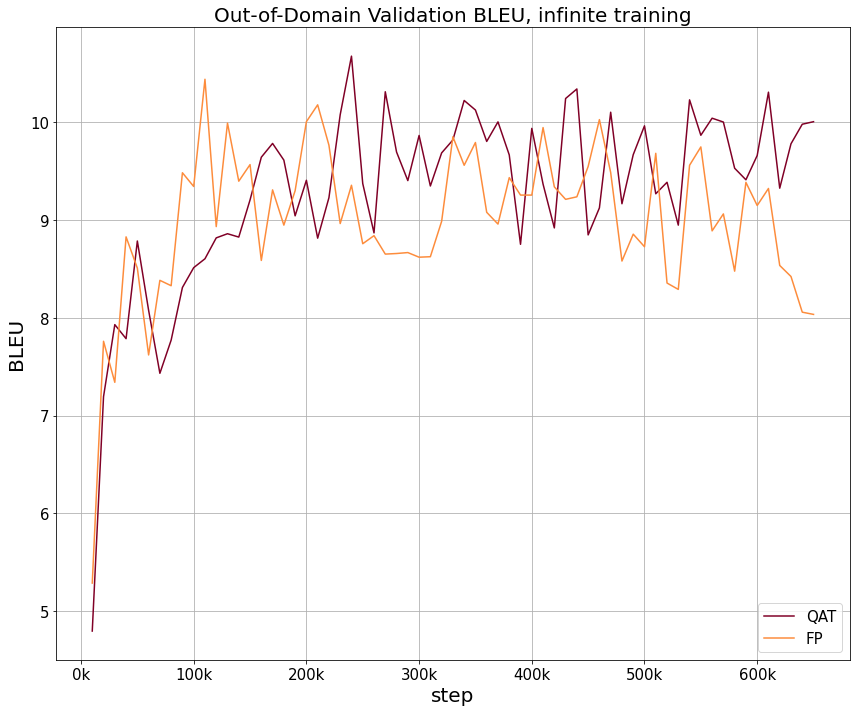 Out-of-Domain Validation BLEU, infinite training
BLEU
10
9
8
7
6
5
0k 100k 200k 300k 400k 500k 600k
step
QAT
FP